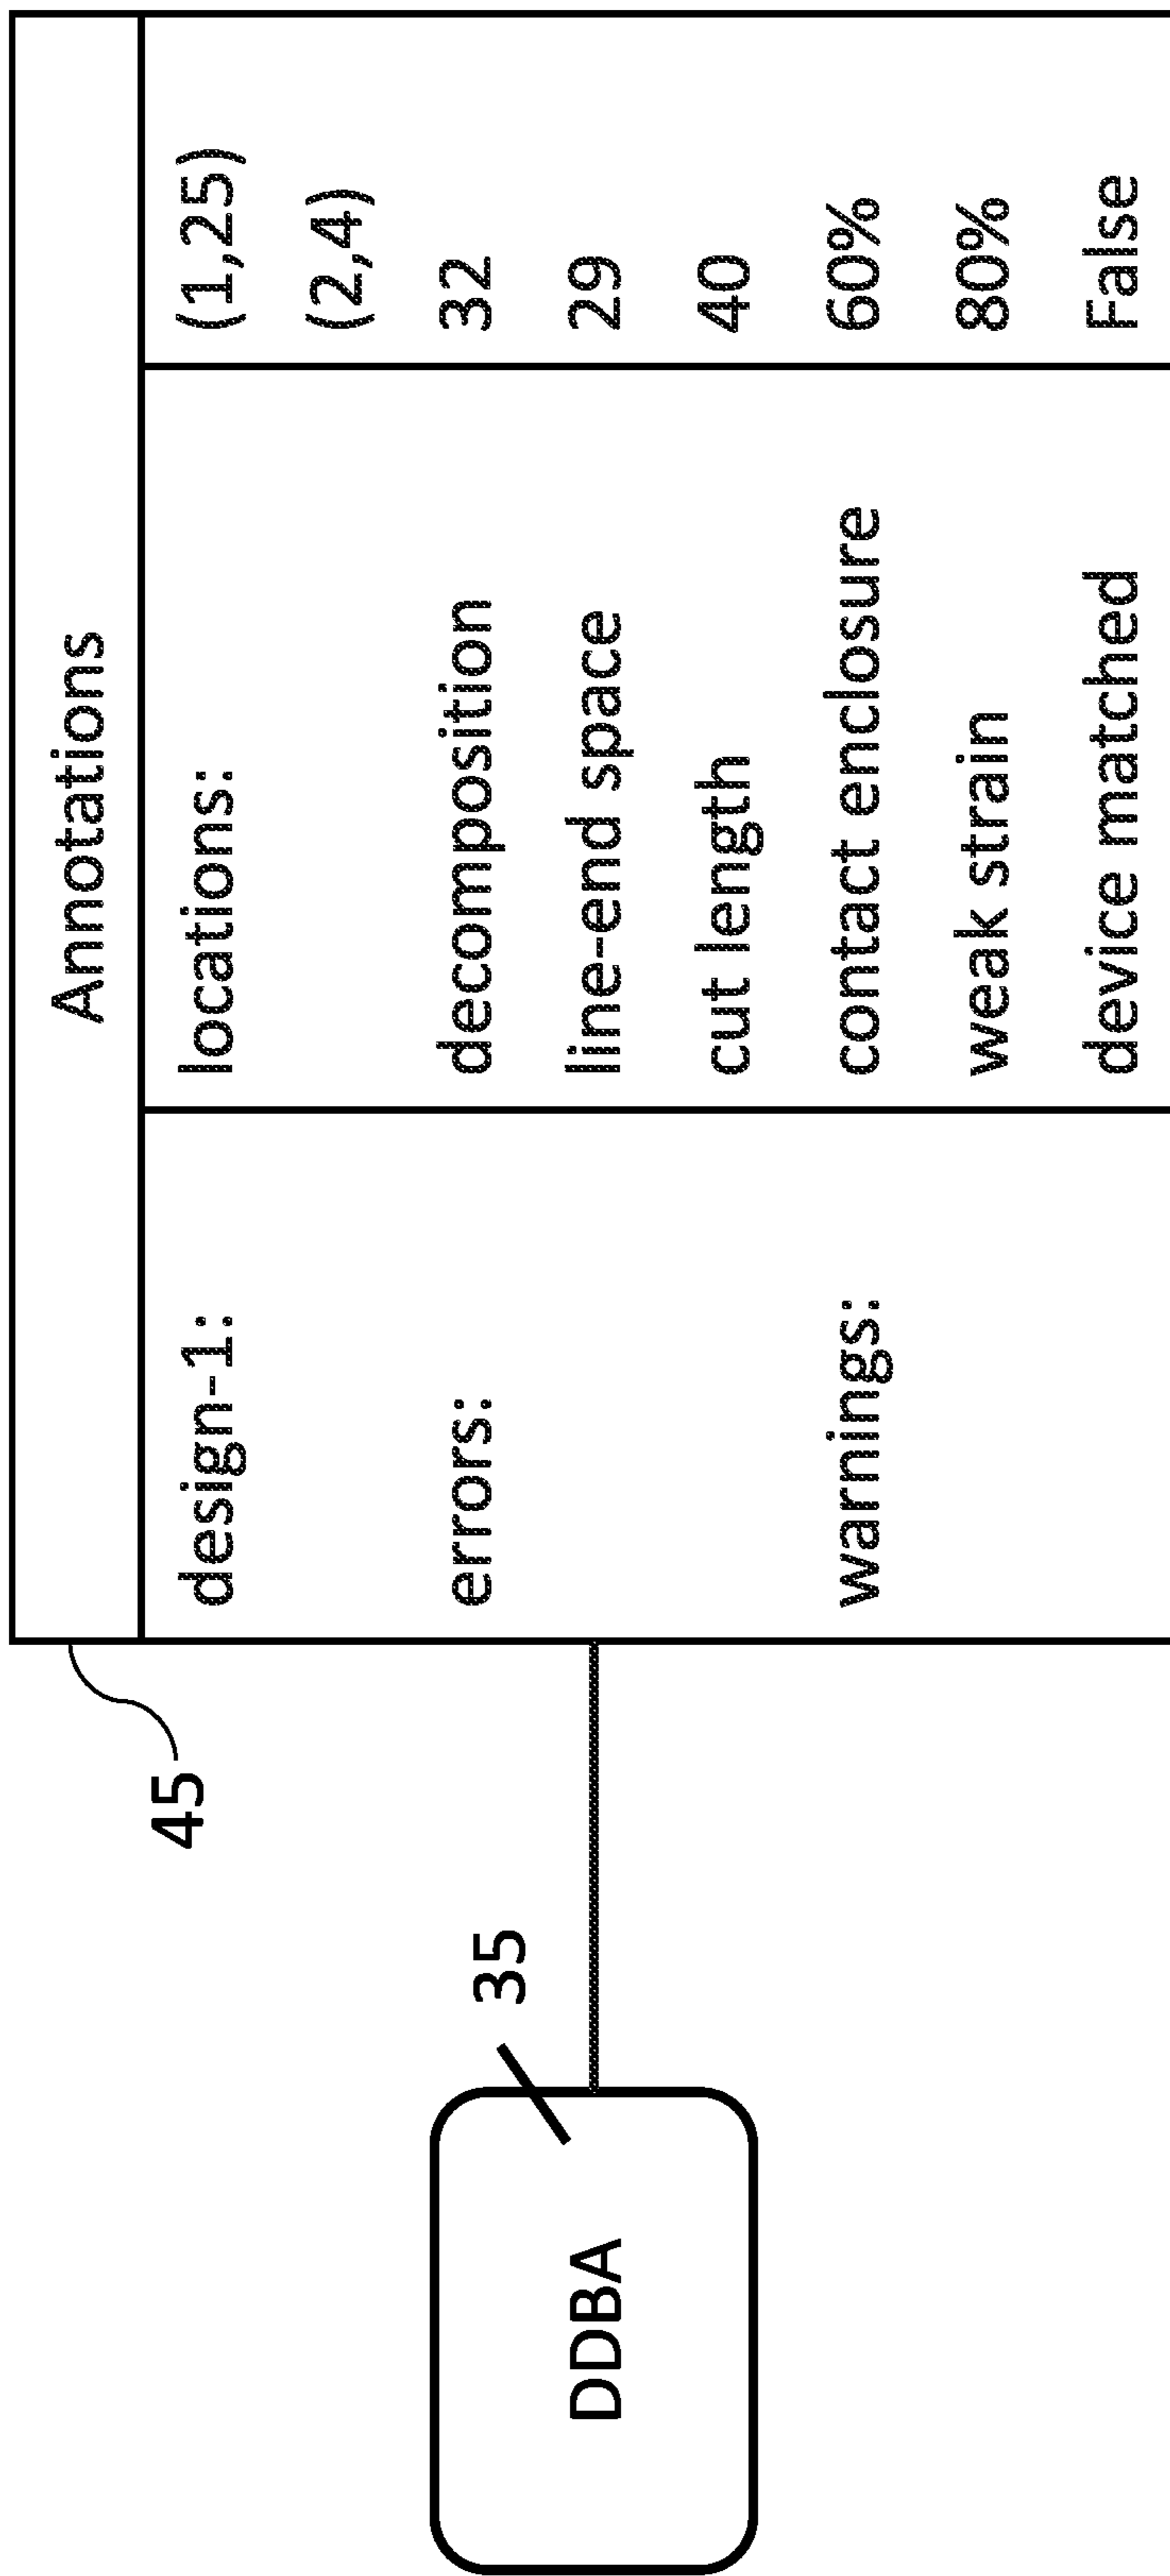 Annotations
design-1: locations: (1,25)
(2,4)
errors: decomposition 32
line-end space 29
cut length 40
warnings: contact enclosure 60%
weak strain 80%
device matched False
45
35
DDBA